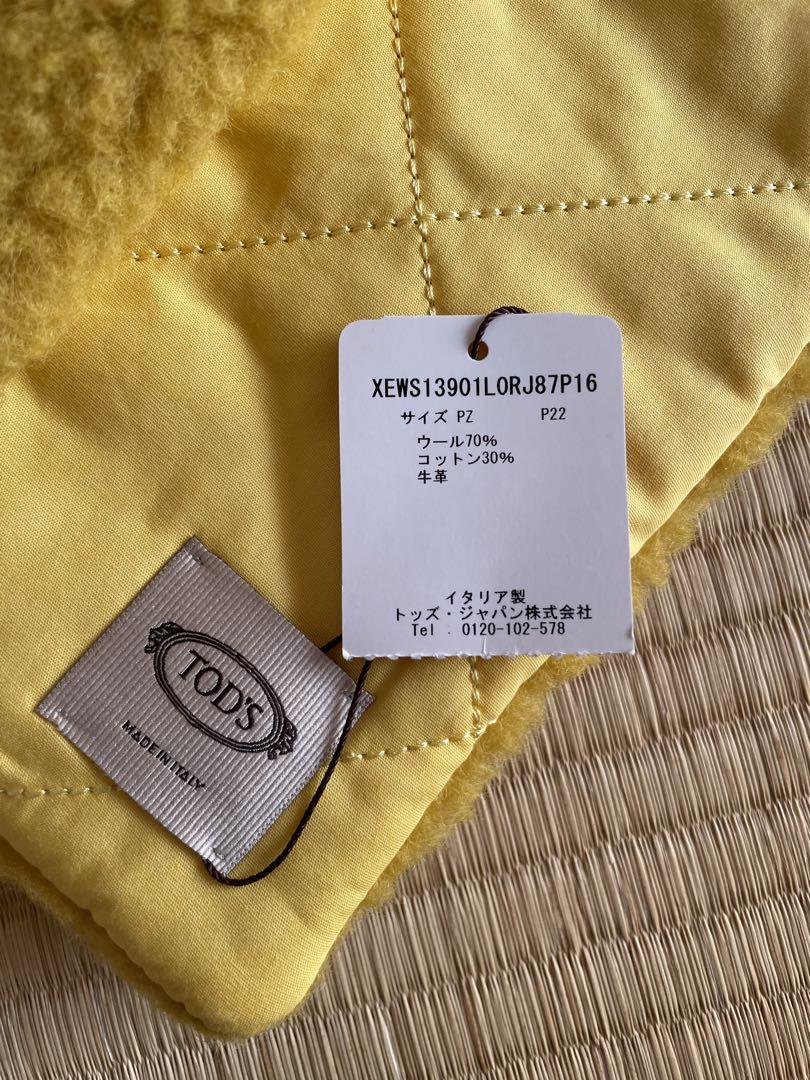 XEWS13901L0RJ87P16
サイズ PZ P22
ウール70%
コットン30%
牛革
イタリア製
トッズ・ジャパン株式会社
Tel . 0120-102-578
TOD'S
MADE IN ITALY